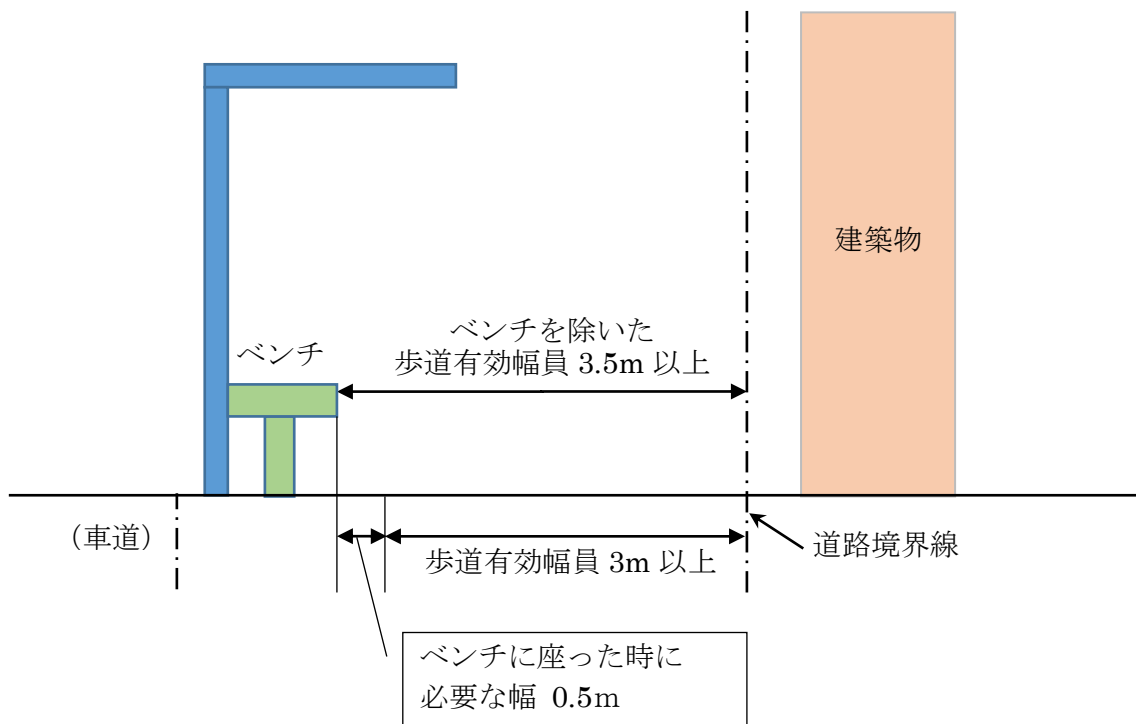 建築物
ベンチを除いた
歩道有効幅員 3.5m 以上
ベンチ
（車道）
歩道有効幅員 3m 以上
道路境界線
ベンチに座った時に
必要な幅 0.5m